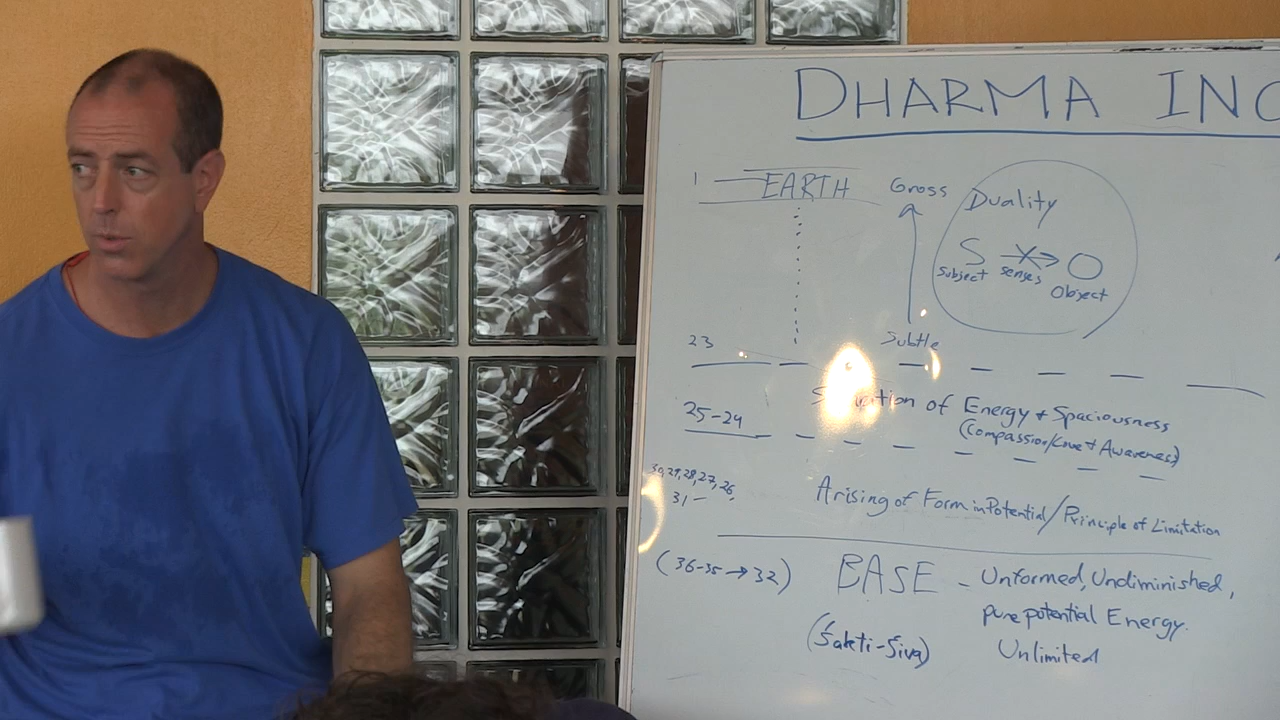 DHARMA INC
1 EARTH Gross Duality
S O
Subject senses Object
23 Subtle
25-24 of Energy + Spaciousness
(Compassion/Love + Awareness)
30,29,28,27,26,
31 -
Arising of Form in Potential/Principle of Limitation
(36-35→32) BASE - Unformed, Undiminished,
pure potential Energy.
(Śakti-Śiva) Unlimited